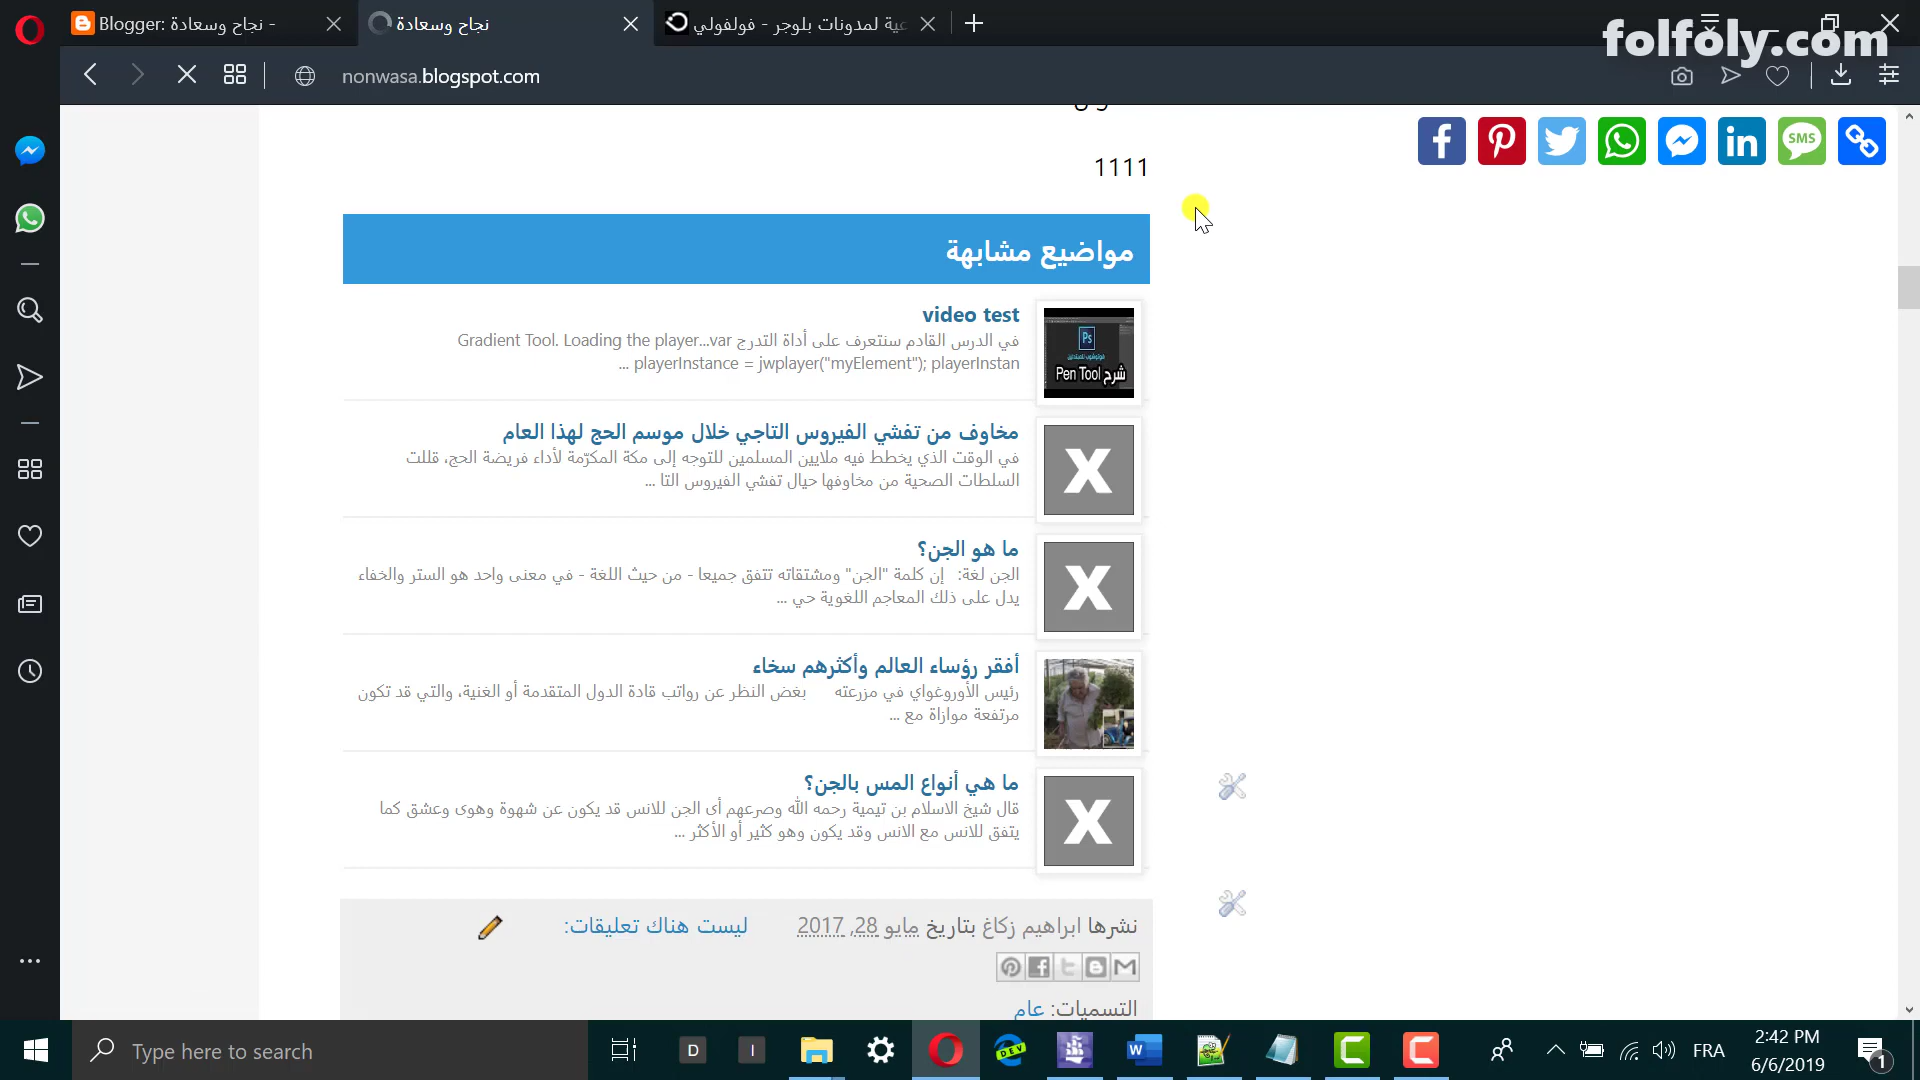 Blogger: نجاح وسعادة -
نجاح وسعادة
عية لمدونات بلوجر - فولفولي
folfoly.com
nonwasa.blogspot.com
SMS
1111
مواضيع مشابهة
video test
في الدرس القادم سنتعرف على أداة التدرج Gradient Tool. Loading the player...var
playerInstance = jwplayer("myElement"); playerInstan ...
Ps
شرح Pen Tool
مخاوف من تفشي الفيروس التاجي خلال موسم الحج لهذا العام
في الوقت الذي يخطط فيه ملايين المسلمين للتوجه إلى مكة المكرّمة لأداء فريضة الحج، قللت
السلطات الصحية من مخاوفها حيال تفشي الفيروس التا ...
X
ما هو الجن؟
الجن لغة: إن كلمة "الجن" ومشتقاته تتفق جميعا - من حيث اللغة - في معنى واحد هو الستر والخفاء
يدل على ذلك المعاجم اللغوية حي ...
X
أفقر رؤساء العالم وأكثرهم سخاء
رئيس الأوروغواي في مزرعته بغض النظر عن رواتب قادة الدول المتقدمة أو الغنية، والتي قد تكون
مرتفعة موازاة مع ...
ما هي أنواع المس بالجن؟
قال شيخ الاسلام بن تيمية رحمه الله وصرعهم أى الجن للانس قد يكون عن شهوة وهوى وعشق كما
يتفق للانس مع الانس وقد يكون وهو كثير أو الأكثر ...
X
نشرها ابراهيم زكاغ بتاريخ مايو 28, 2017 ليست هناك تعليقات:
التسميات: عام
Type here to search
D
I
DEV
W
FRA
2:42 PM
6/6/2019
1